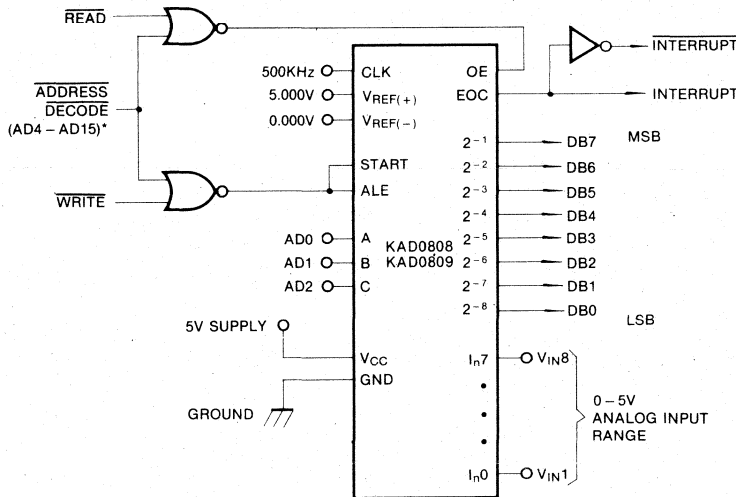 READ
ADDRESS
DECODE
(AD4 – AD15)*
WRITE
500KHz
5.000V
0.000V
AD0
AD1
AD2
5V SUPPLY
GROUND
CLK
VREF(+)
VREF(−)
START
ALE
A
B
C
VCC
GND
KAD0808
KAD0809
OE
EOC
2⁻¹
2⁻²
2⁻³
2⁻⁴
2⁻⁵
2⁻⁶
2⁻⁷
2⁻⁸
In7
In0
INTERRUPT
INTERRUPT
DB7
MSB
DB6
DB5
DB4
DB3
DB2
DB1
DB0
LSB
VIN8
0 – 5V
ANALOG INPUT
RANGE
VIN1